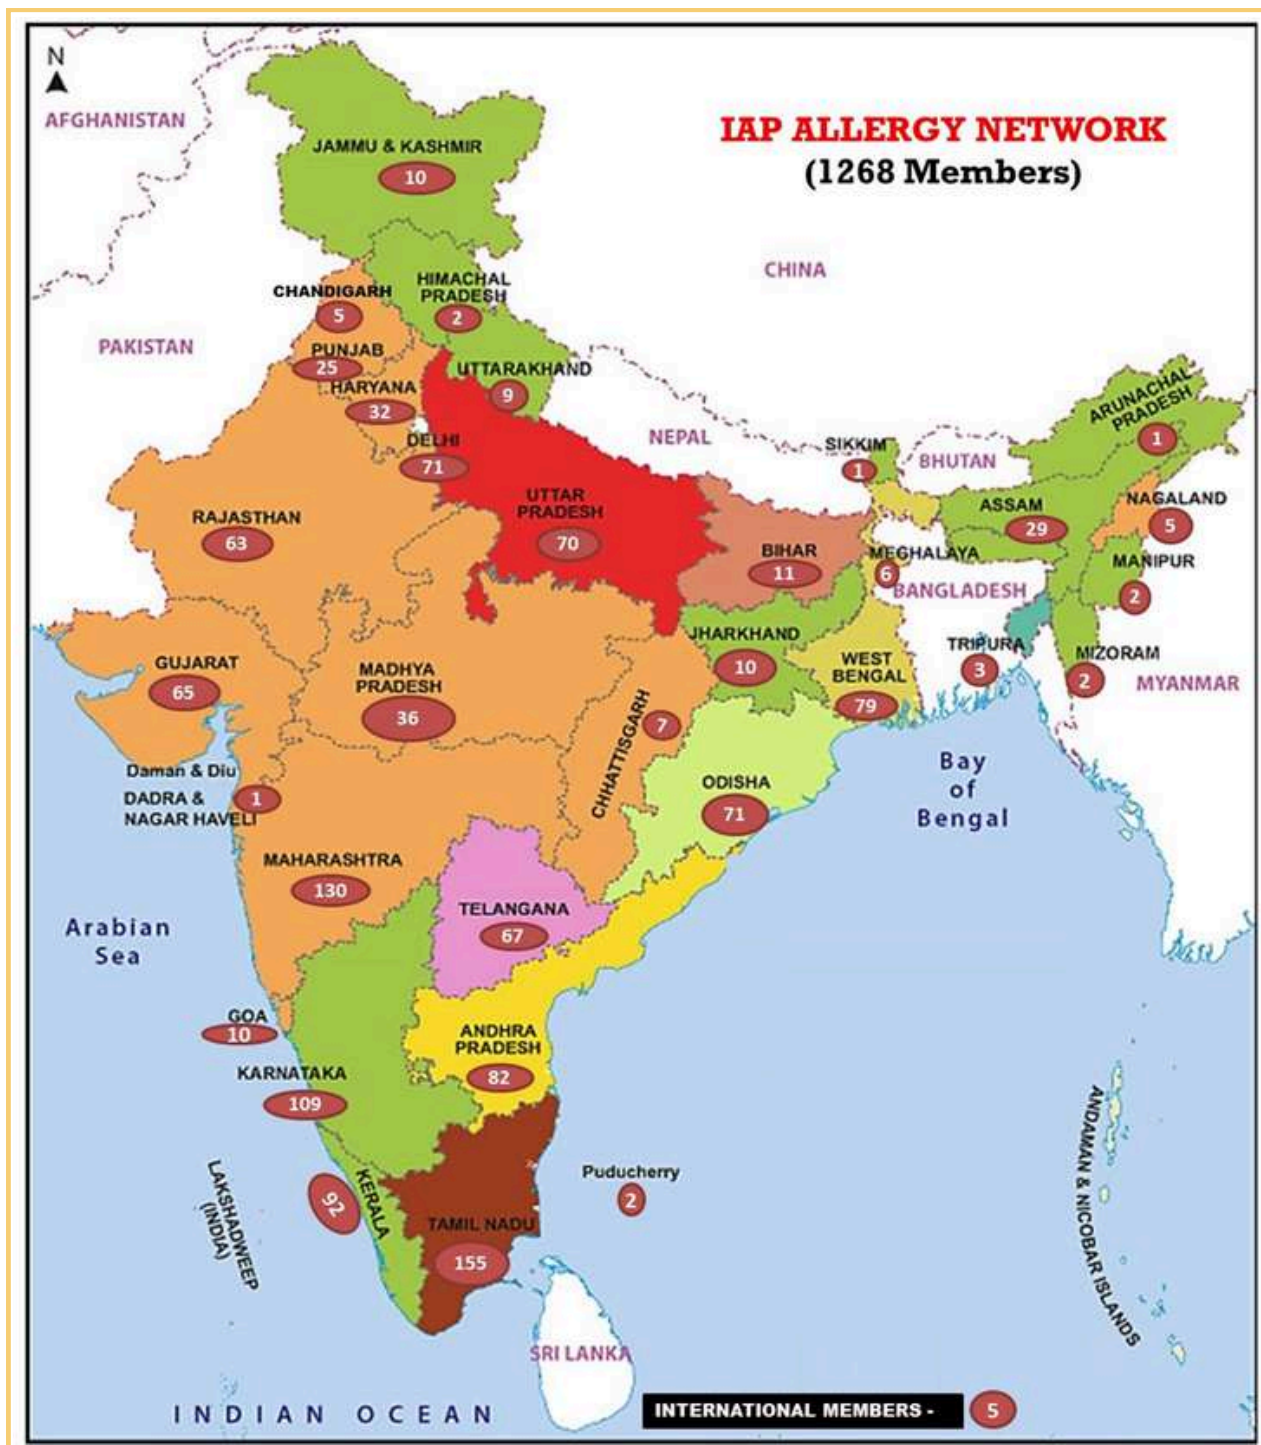 N
AFGHANISTAN
IAP ALLERGY NETWORK
(1268 Members)
JAMMU & KASHMIR
10
CHINA
HIMACHAL
PRADESH
2
CHANDIGARH
5
PAKISTAN
PUNJAB
25
UTTARAKHAND
9
HARYANA
32
DELHI
71
NEPAL
SIKKIM
1
BHUTAN
ARUNACHAL
PRADESH
1
ASSAM
29
NAGALAND
5
RAJASTHAN
63
UTTAR
PRADESH
70
BIHAR
11
MEGHALAYA
6
BANGLADESH
MANIPUR
2
JHARKHAND
10
WEST
BENGAL
79
TRIPURA
3
MIZORAM
2
MYANMAR
GUJARAT
65
MADHYA
PRADESH
36
CHHATTISGARH
7
Daman & Diu
DADRA &
NAGAR HAVELI
1
ODISHA
71
Bay
of
Bengal
MAHARASHTRA
130
Arabian
Sea
TELANGANA
67
GOA
10
ANDHRA
PRADESH
82
KARNATAKA
109
LAKSHADWEEP
(INDIA)
KERALA
92
Puducherry
2
TAMIL NADU
155
ANDAMAN & NICOBAR ISLANDS
SRI LANKA
INDIAN OCEAN
INTERNATIONAL MEMBERS -
5